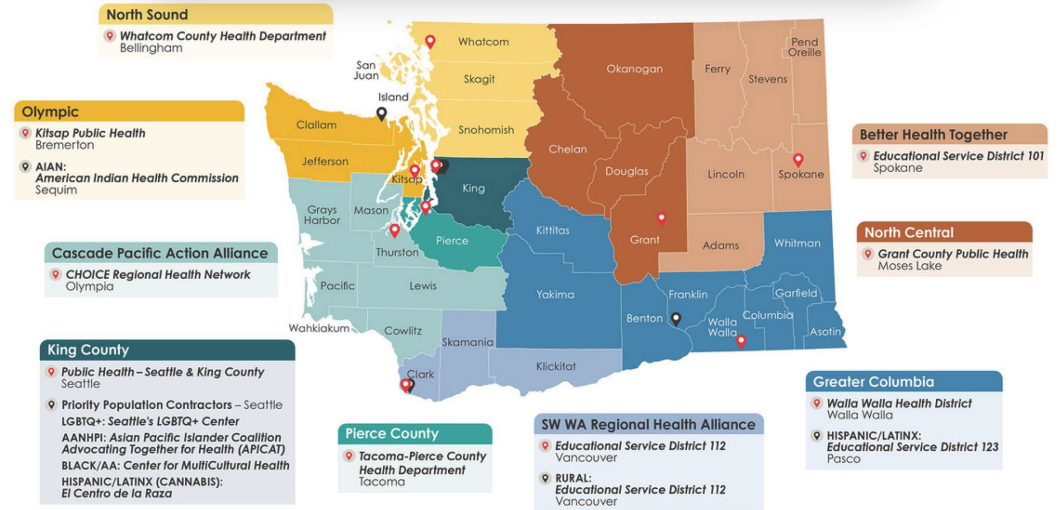 North Sound
Whatcom County Health Department
Bellingham
Olympic
Kitsap Public Health
Bremerton
AIAN:
American Indian Health Commission
Sequim
Cascade Pacific Action Alliance
CHOICE Regional Health Network
Olympia
King County
Public Health – Seattle & King County
Seattle
Priority Population Contractors – Seattle
LGBTQ+: Seattle's LGBTQ+ Center
AANHPI: Asian Pacific Islander Coalition
Advocating Together for Health (APICAT)
BLACK/AA: Center for MultiCultural Health
HISPANIC/LATINX (CANNABIS):
El Centro de la Raza
Pierce County
Tacoma-Pierce County
Health Department
Tacoma
SW WA Regional Health Alliance
Educational Service District 112
Vancouver
RURAL:
Educational Service District 112
Vancouver
Greater Columbia
Walla Walla Health District
Walla Walla
HISPANIC/LATINX:
Educational Service District 123
Pasco
North Central
Grant County Public Health
Moses Lake
Better Health Together
Educational Service District 101
Spokane
Whatcom
San
Juan
Skagit
Island
Snohomish
Clallam
Jefferson
Kitsap
King
Grays
Harbor
Mason
Thurston
Pierce
Pacific
Lewis
Wahkiakum
Cowlitz
Skamania
Clark
Klickitat
Okanogan
Chelan
Douglas
Grant
Kittitas
Yakima
Benton
Franklin
Walla
Walla
Columbia
Garfield
Asotin
Whitman
Adams
Lincoln
Spokane
Ferry
Stevens
Pend
Oreille